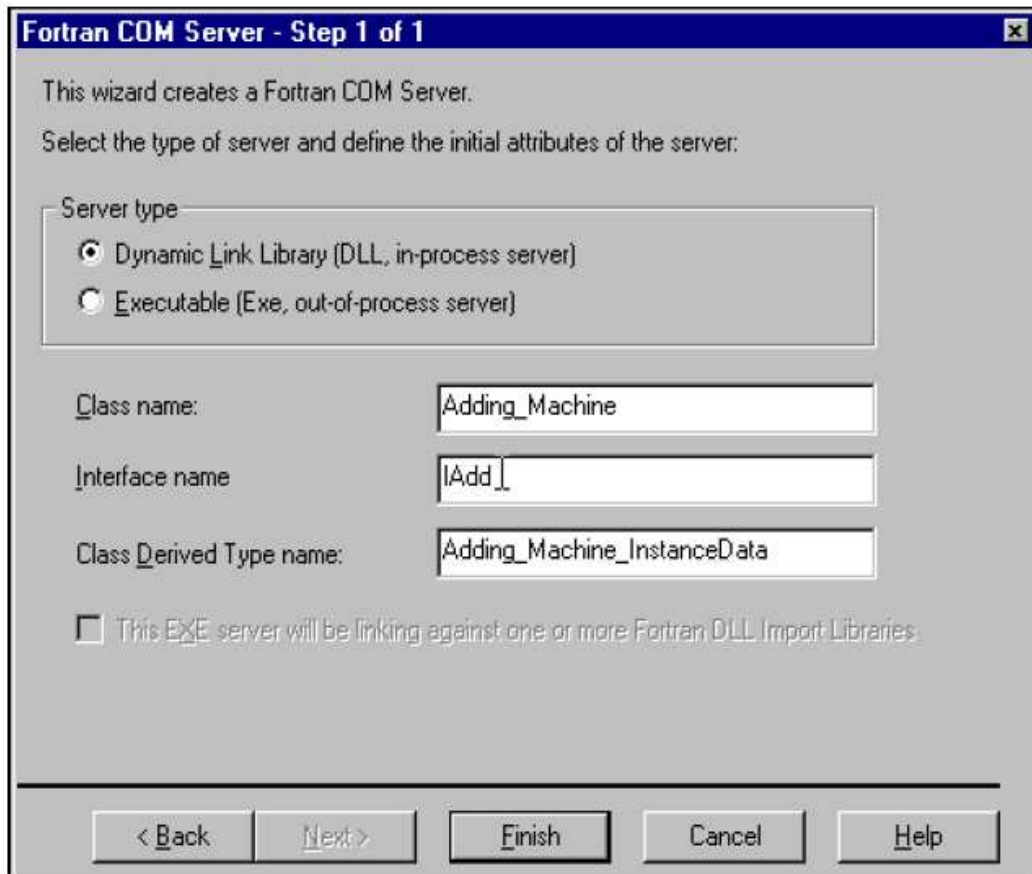 Fortran COM Server - Step 1 of 1
This wizard creates a Fortran COM Server.
Select the type of server and define the initial attributes of the server:
Server type
Dynamic Link Library (DLL, in-process server)
Executable (Exe, out-of-process server)
Class name: Adding_Machine
Interface name IAdd
Class Derived Type name: Adding_Machine_InstanceData
This EXE server will be linking against one or more Fortran DLL Import Libraries
< Back Next > Finish Cancel Help